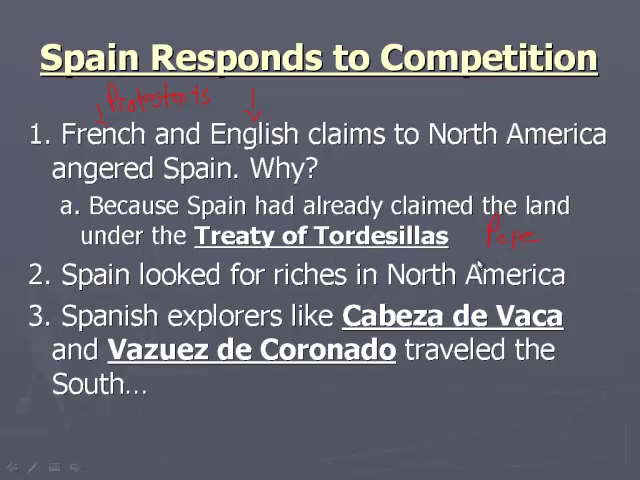 Spain Responds to Competition
Protestants
1. French and English claims to North America
angered Spain. Why?
a. Because Spain had already claimed the land
under the Treaty of Tordesillas Pope
2. Spain looked for riches in North America
3. Spanish explorers like Cabeza de Vaca
and Vazuez de Coronado traveled the
South…